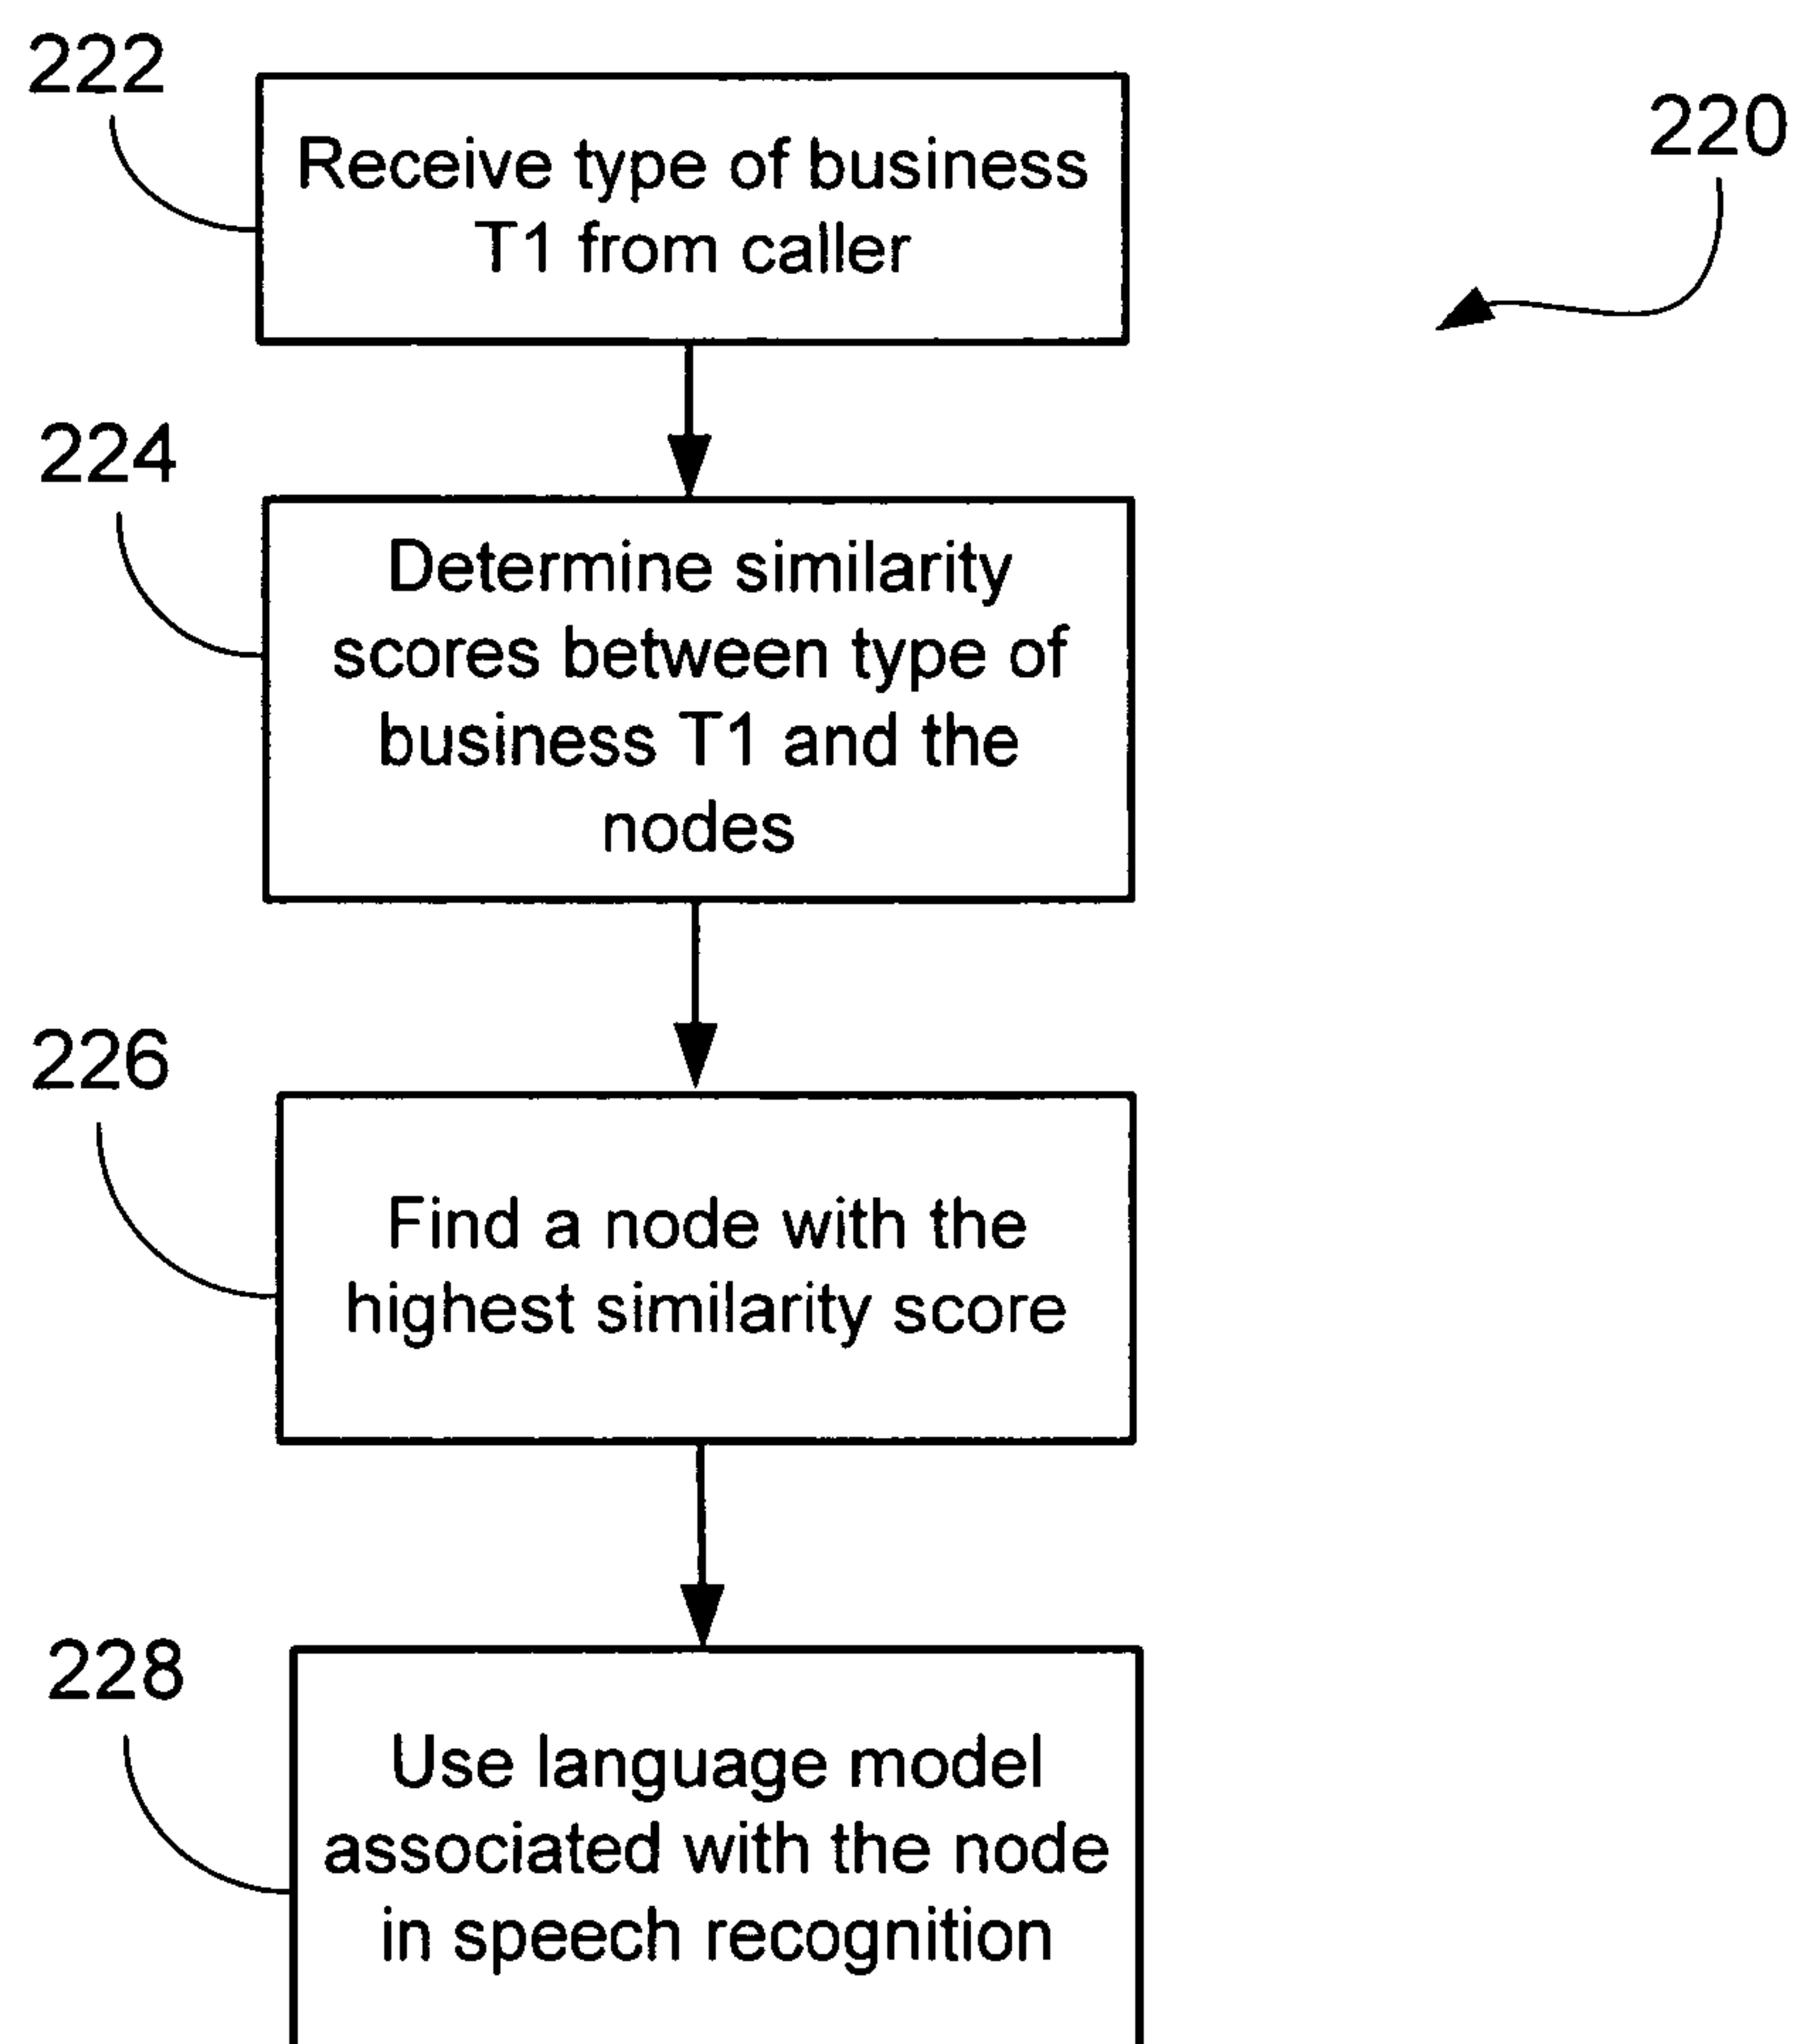 222
Receive type of business
T1 from caller
220
224
Determine similarity
scores between type of
business T1 and the
nodes
226
Find a node with the
highest similarity score
228
Use language model
associated with the node
in speech recognition